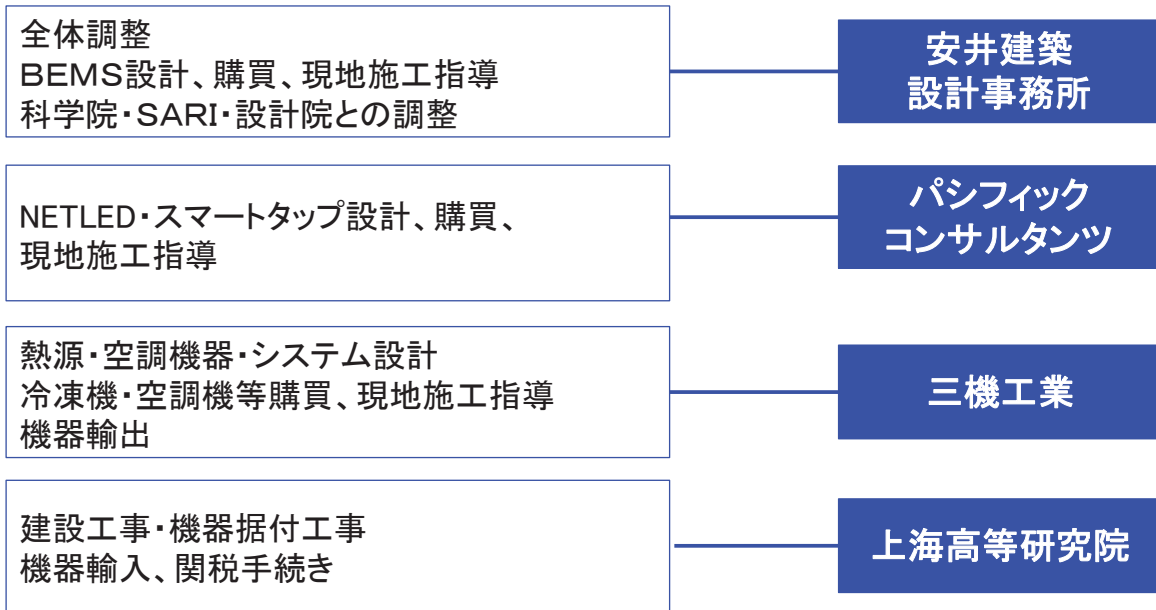 全体調整
BEMS設計、購買、現地施工指導
科学院・SARI・設計院との調整
安井建築
設計事務所
NETLED・スマートタップ設計、購買、
現地施工指導
パシフィック
コンサルタンツ
熱源・空調機器・システム設計
冷凍機・空調機等購買、現地施工指導
機器輸出
三機工業
建設工事・機器据付工事
機器輸入、関税手続き
上海高等研究院